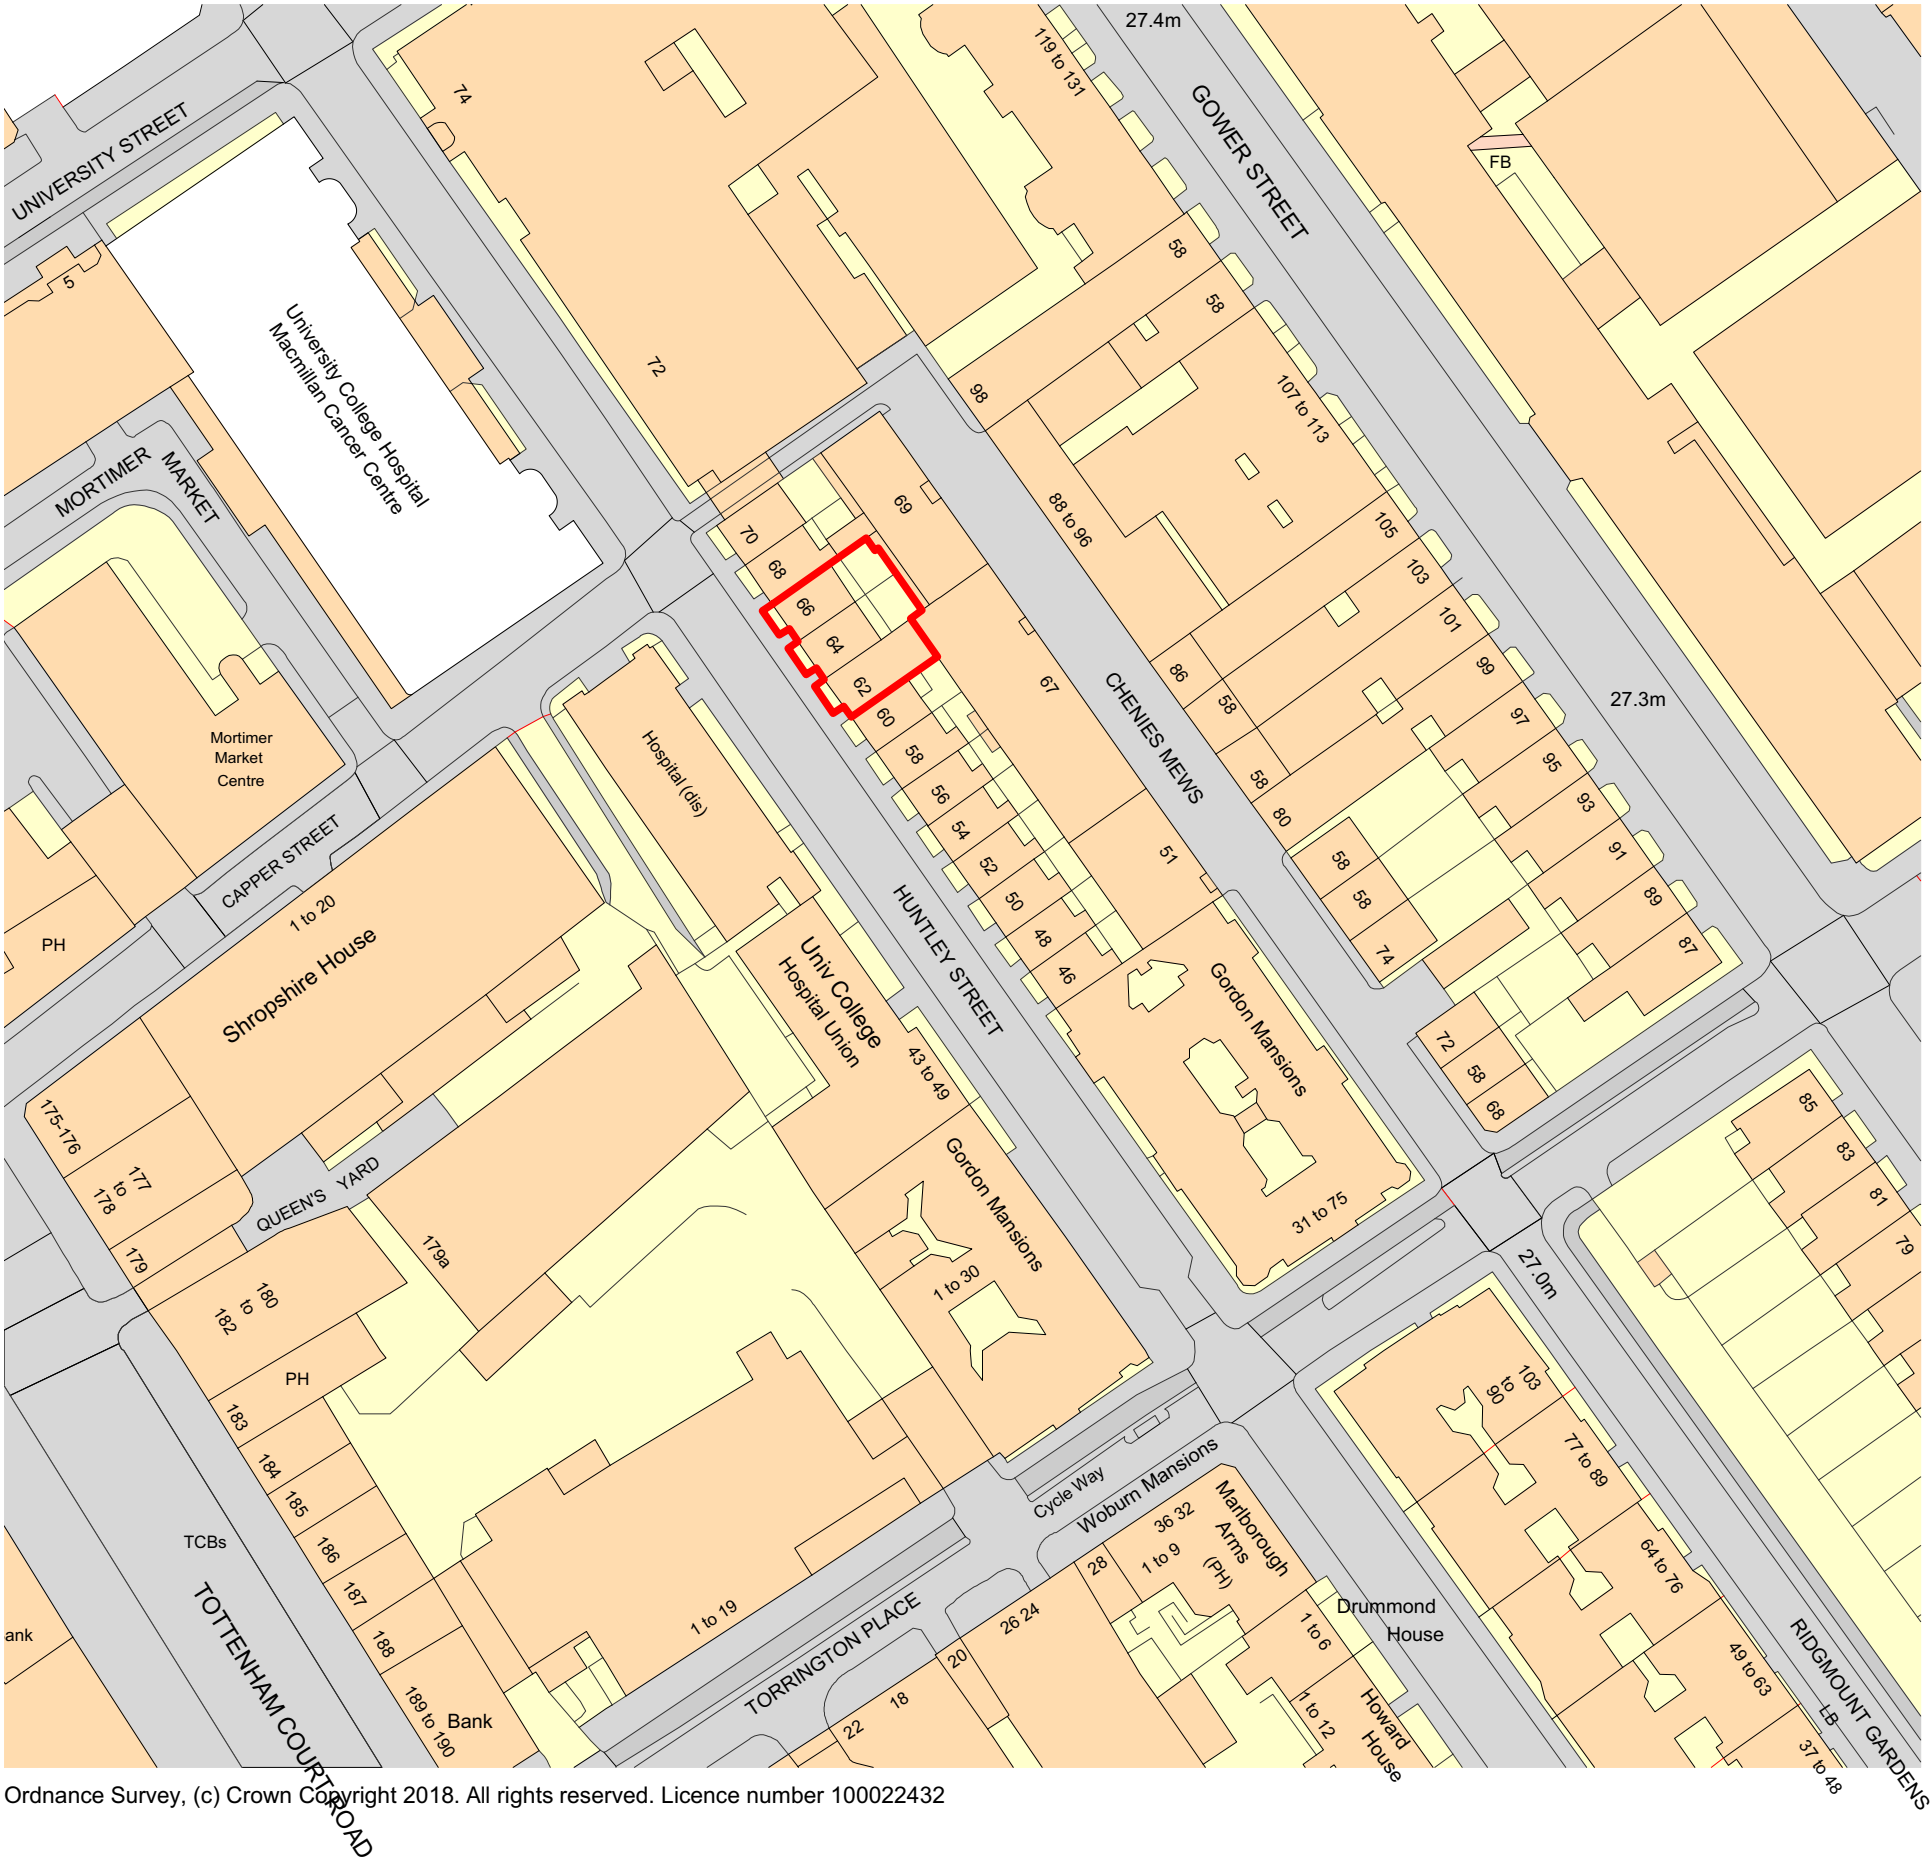 27.4m
119 to 131
74
GOWER STREET
UNIVERSITY STREET
FB
5
58
58
University College Hospital
Macmillan Cancer Centre
72
98
107 to 113
MORTIMER
MARKET
69
88 to 96
105
70
68
66
64
62
60
103
101
99
97
95
93
91
89
87
67
86
58
58
80
27.3m
CHENIES MEWS
Mortimer
Market
Centre
Hospital (dis)
58
56
54
52
50
48
46
51
58
58
74
CAPPER STREET
1 to 20
Shropshire House
PH
HUNTLEY STREET
Univ College
Hospital Union
43 to 49
Gordon Mansions
31 to 75
72
58
68
85
83
81
79
175-176
177
to
178
179
QUEEN'S YARD
179a
Gordon Mansions
1 to 30
180
to
182
PH
183
184
185
186
187
188
189 to 190
Bank
ank
TCBs
TOTTENHAM COURT ROAD
27.0m
103
to
90
77 to 89
64 to 76
49 to 63
37 to 48
LB
RIDGMOUNT GARDENS
Cycle Way
Woburn Mansions
36 32
1 to 9
Marlborough
Arms
(PH)
28
26 24
20
18
22
1 to 19
TORRINGTON PLACE
1 to 6
Drummond
House
1 to 12
Howard
House
Ordnance Survey, (c) Crown Copyright 2018. All rights reserved. Licence number 100022432